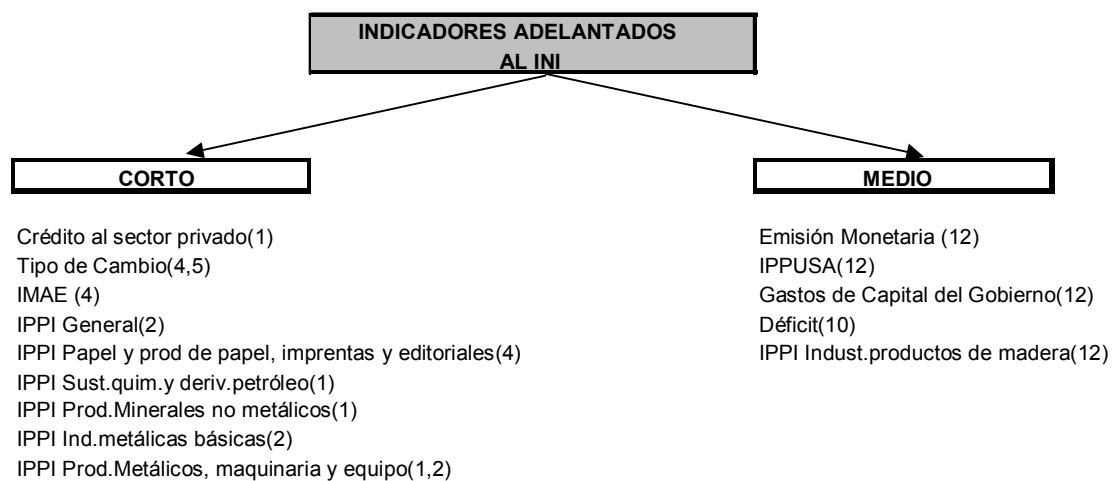 INDICADORES ADELANTADOS
AL INI
CORTO
MEDIO
Crédito al sector privado(1)
Tipo de Cambio(4,5)
IMAE (4)
IPPI General(2)
IPPI Papel y prod de papel, imprentas y editoriales(4)
IPPI Sust.quim.y deriv.petróleo(1)
IPPI Prod.Minerales no metálicos(1)
IPPI Ind.metálicas básicas(2)
IPPI Prod.Metálicos, maquinaria y equipo(1,2)
Emisión Monetaria (12)
IPPUSA(12)
Gastos de Capital del Gobierno(12)
Déficit(10)
IPPI Indust.productos de madera(12)